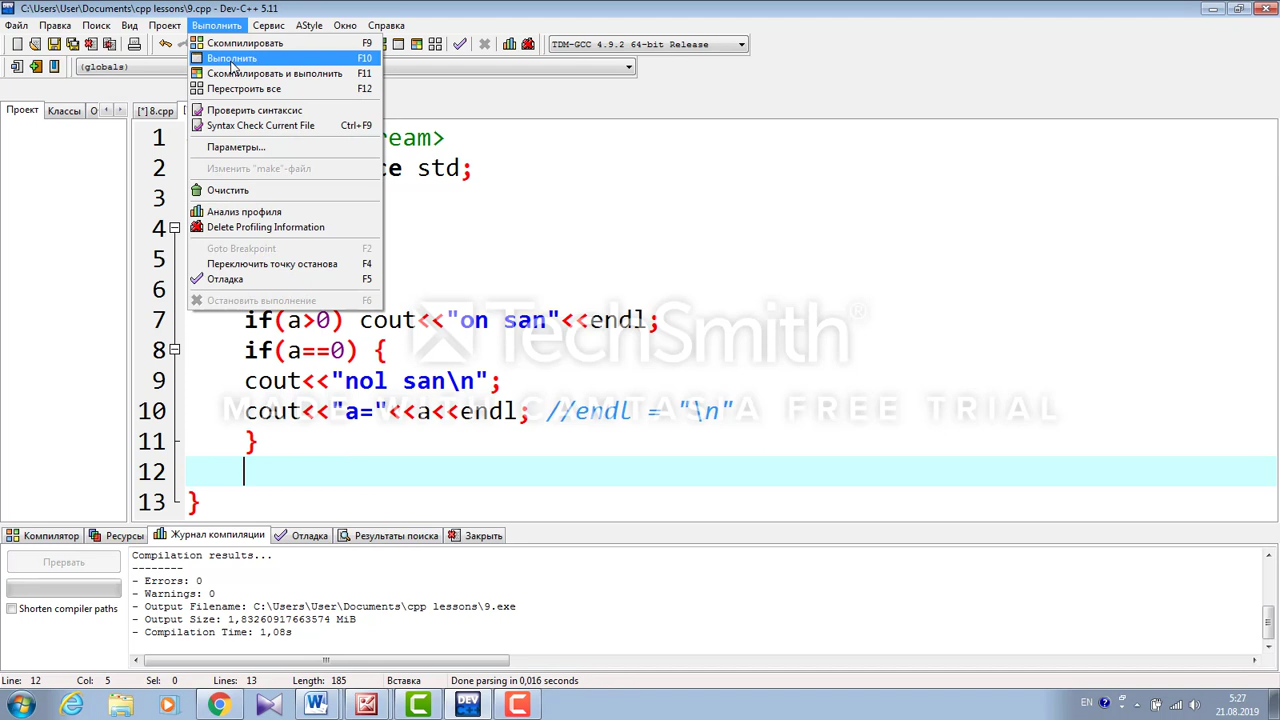 C:\Users\User\Documents\cpp lessons\9.cpp - Dev-C++ 5.11
Файл Правка Поиск Вид Проект Выполнить Сервис AStyle Окно Справка
TDM-GCC 4.9.2 64-bit Release
(globals)
Скомпилировать F9
Выполнить F10
Скомпилировать и выполнить F11
Перестроить все F12
Проверить синтаксис
Syntax Check Current File Ctrl+F9
Параметры...
Изменить "make"-файл
Очистить
Анализ профиля
Delete Profiling Information
Goto Breakpoint F2
Переключить точку останова F4
Отладка F5
Остановить выполнение F6
Проект Классы О
[*] 8.cpp
1 ream>
2 ce std;
3
4
5
6
7 if(a>0) cout<<"on san"<<endl;
8 if(a==0) {
9 cout<<"nol san\n";
10 cout<<"a="<<a<<endl; //endl = "\n"
11 }
12
13 }
TechSmith®
MADE WITH CAMTASIA FREE TRIAL
Компилятор Ресурсы Журнал компиляции Отладка Результаты поиска Закрыть
Прервать
Shorten compiler paths
Compilation results...
--------
- Errors: 0
- Warnings: 0
- Output Filename: C:\Users\User\Documents\cpp lessons\9.exe
- Output Size: 1,83260917663574 MiB
- Compilation Time: 1,08s
Line: 12 Col: 5 Sel: 0 Lines: 13 Length: 185 Вставка Done parsing in 0,016 seconds
EN 5:27
21.08.2019